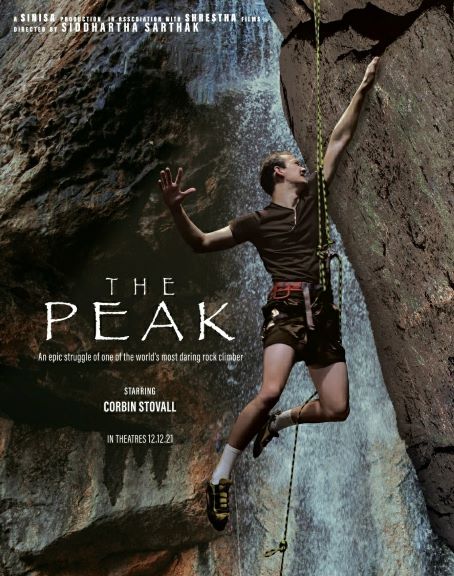 A SINISA PRODUCTION IN ASSOCIATION WITH SHRESTHA FILMS
DIRECTED BY SIDDHARTHA SARTHAK
THE
PEAK
An epic struggle of one of the world's most daring rock climber
STARRING
CORBIN STOVALL
IN THEATRES 12.12.21